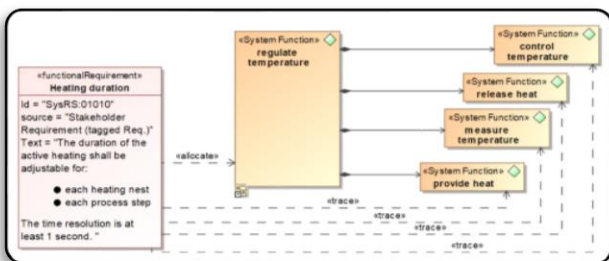 «functionalRequirement»
Heating duration
Id = "SysRS:01010"
source = "Stakeholder
Requirement (tagged Req.)"
Text = "The duration of the
active heating shall be
adjustable for:
● each heating nest
● each process step
The time resolution is at
least 1 second. "
«allocate»
«System Function»
regulate
temperature
«System Function»
control
temperature
«System Function»
release heat
«System Function»
measure
temperature
«System Function»
provide heat
«trace»
«trace»
«trace»